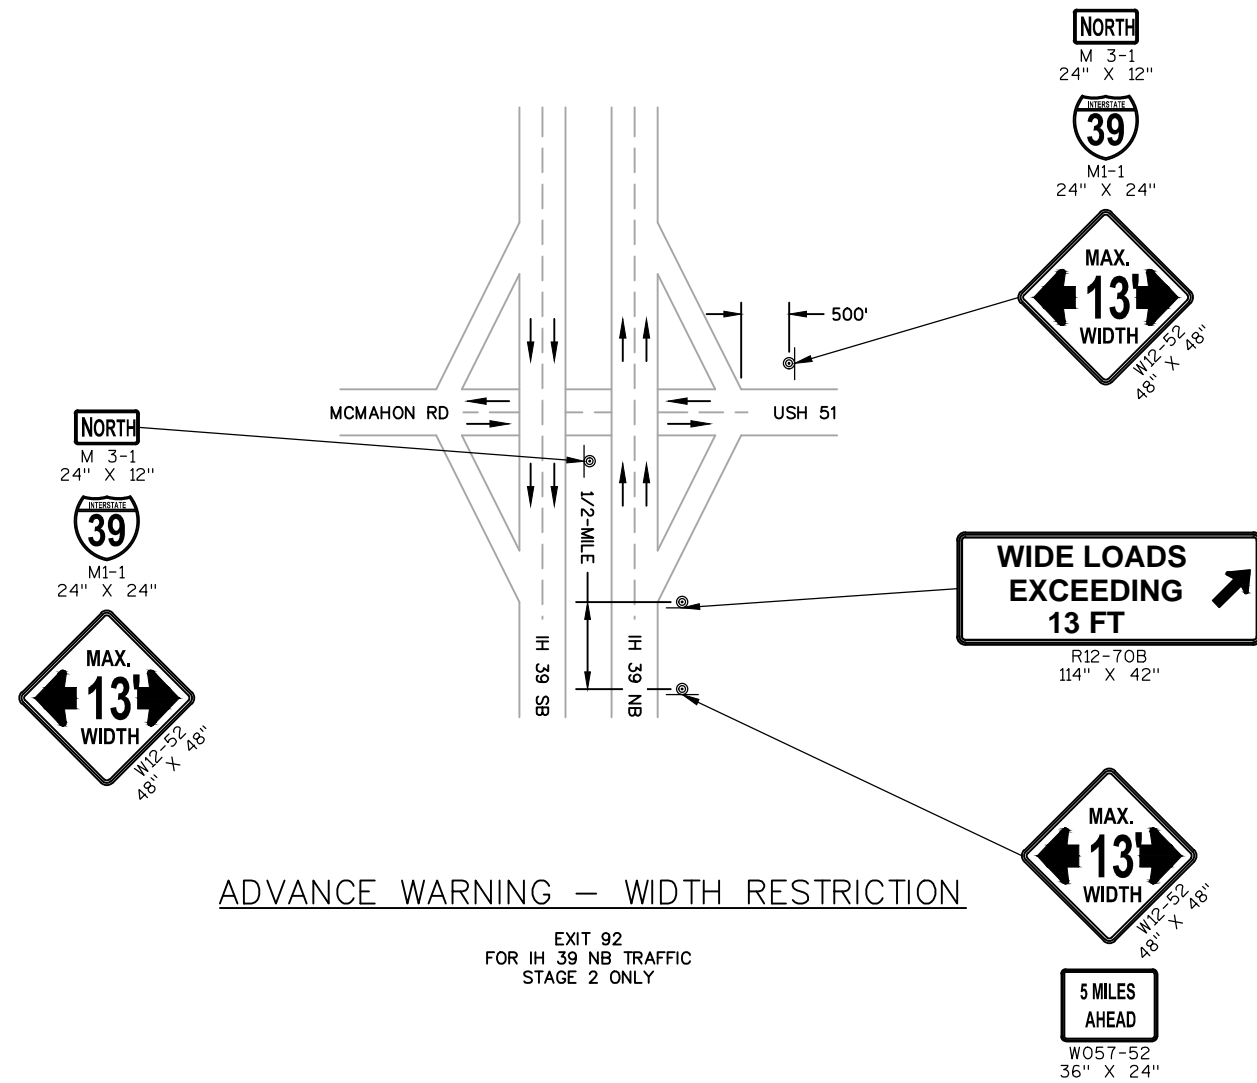 NORTH
M 3-1
24" X 12"
INTERSTATE
39
M1-1
24" X 24"
MAX.
13'
WIDTH
W12-52
48" X 48"
500'
MCMAHON RD
USH 51
NORTH
M 3-1
24" X 12"
INTERSTATE
39
M1-1
24" X 24"
MAX.
13'
WIDTH
W12-52
48" X 48"
1/2-MILE
IH 39 SB
IH 39 NB
WIDE LOADS
EXCEEDING
13 FT
R12-70B
114" X 42"
MAX.
13'
WIDTH
W12-52
48" X 48"
5 MILES
AHEAD
WO57-52
36" X 24"
ADVANCE WARNING – WIDTH RESTRICTION
EXIT 92
FOR IH 39 NB TRAFFIC
STAGE 2 ONLY